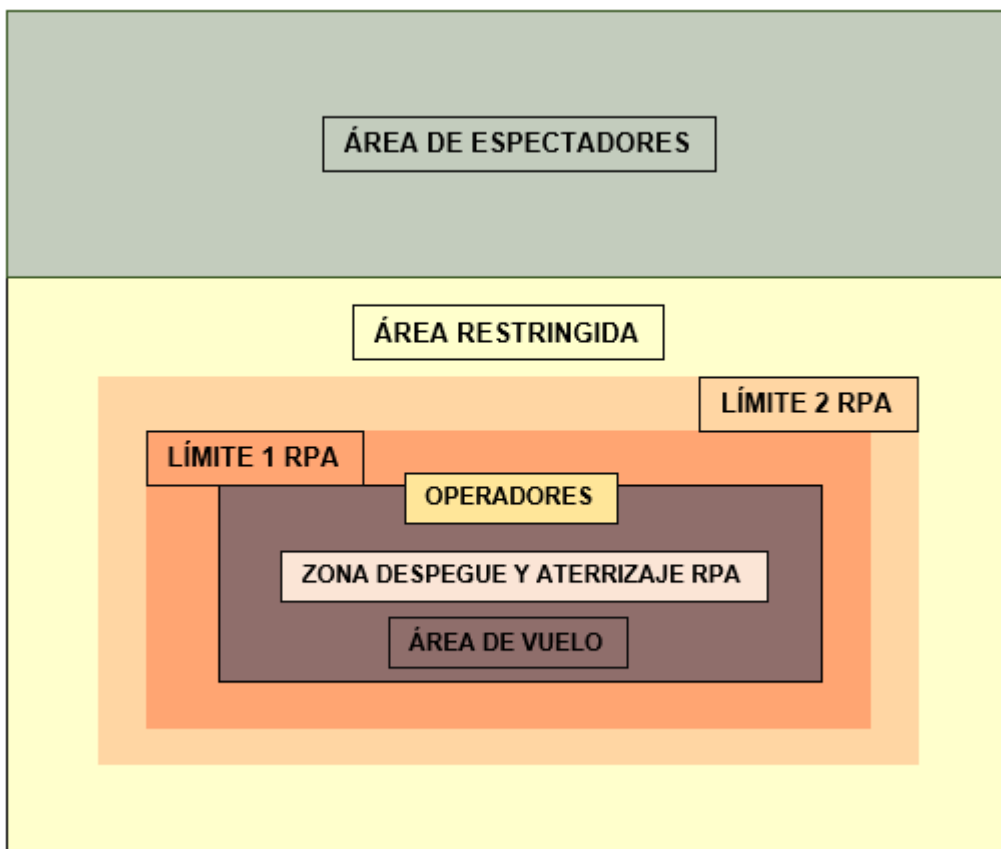 ÁREA DE ESPECTADORES
ÁREA RESTRINGIDA
LÍMITE 2 RPA
LÍMITE 1 RPA
OPERADORES
ZONA DESPEGUE Y ATERRIZAJE RPA
ÁREA DE VUELO